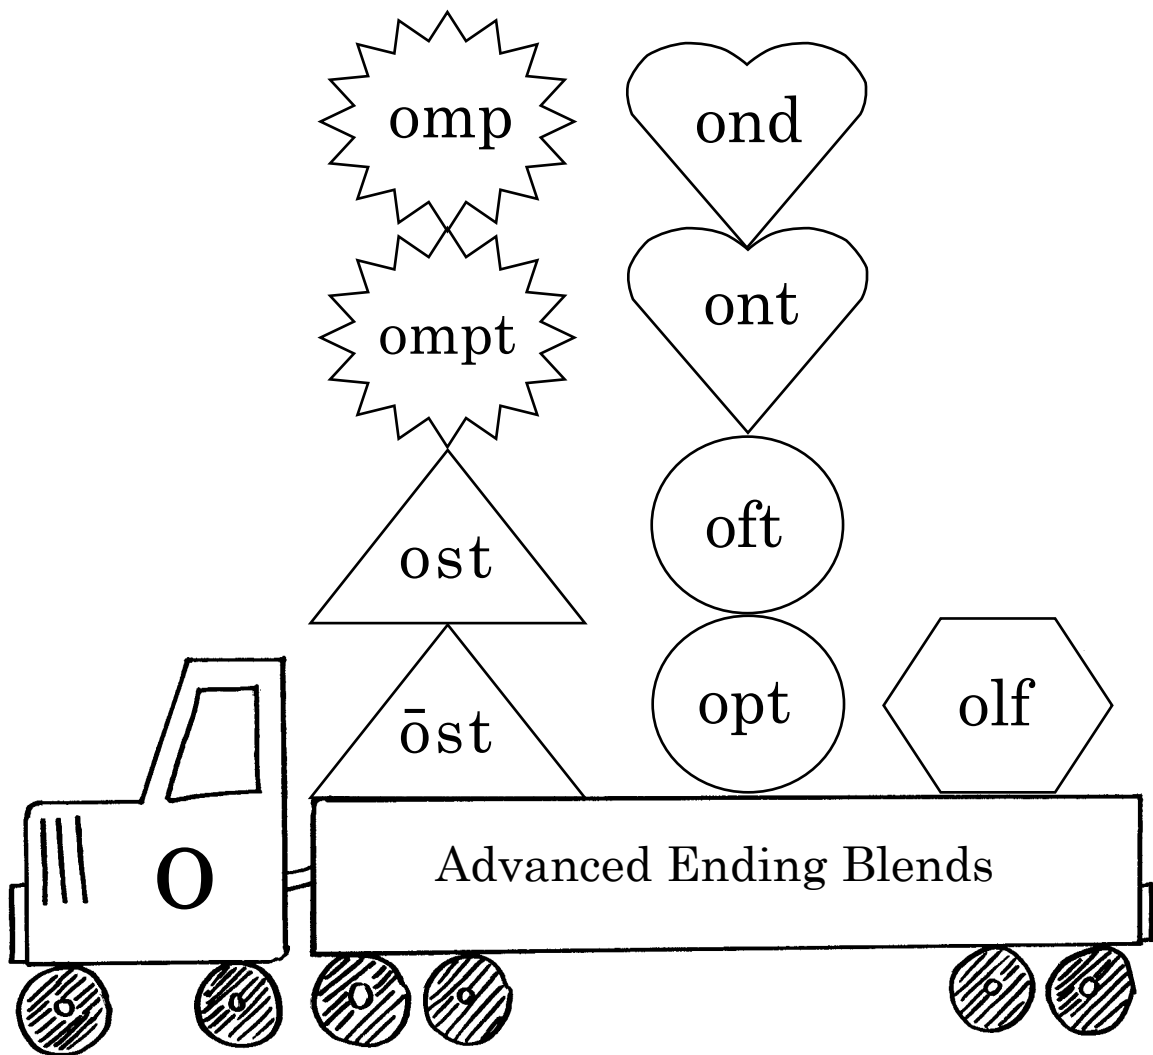 omp
ond
ompt
ont
ost
oft
ōst
opt
olf
O
Advanced Ending Blends